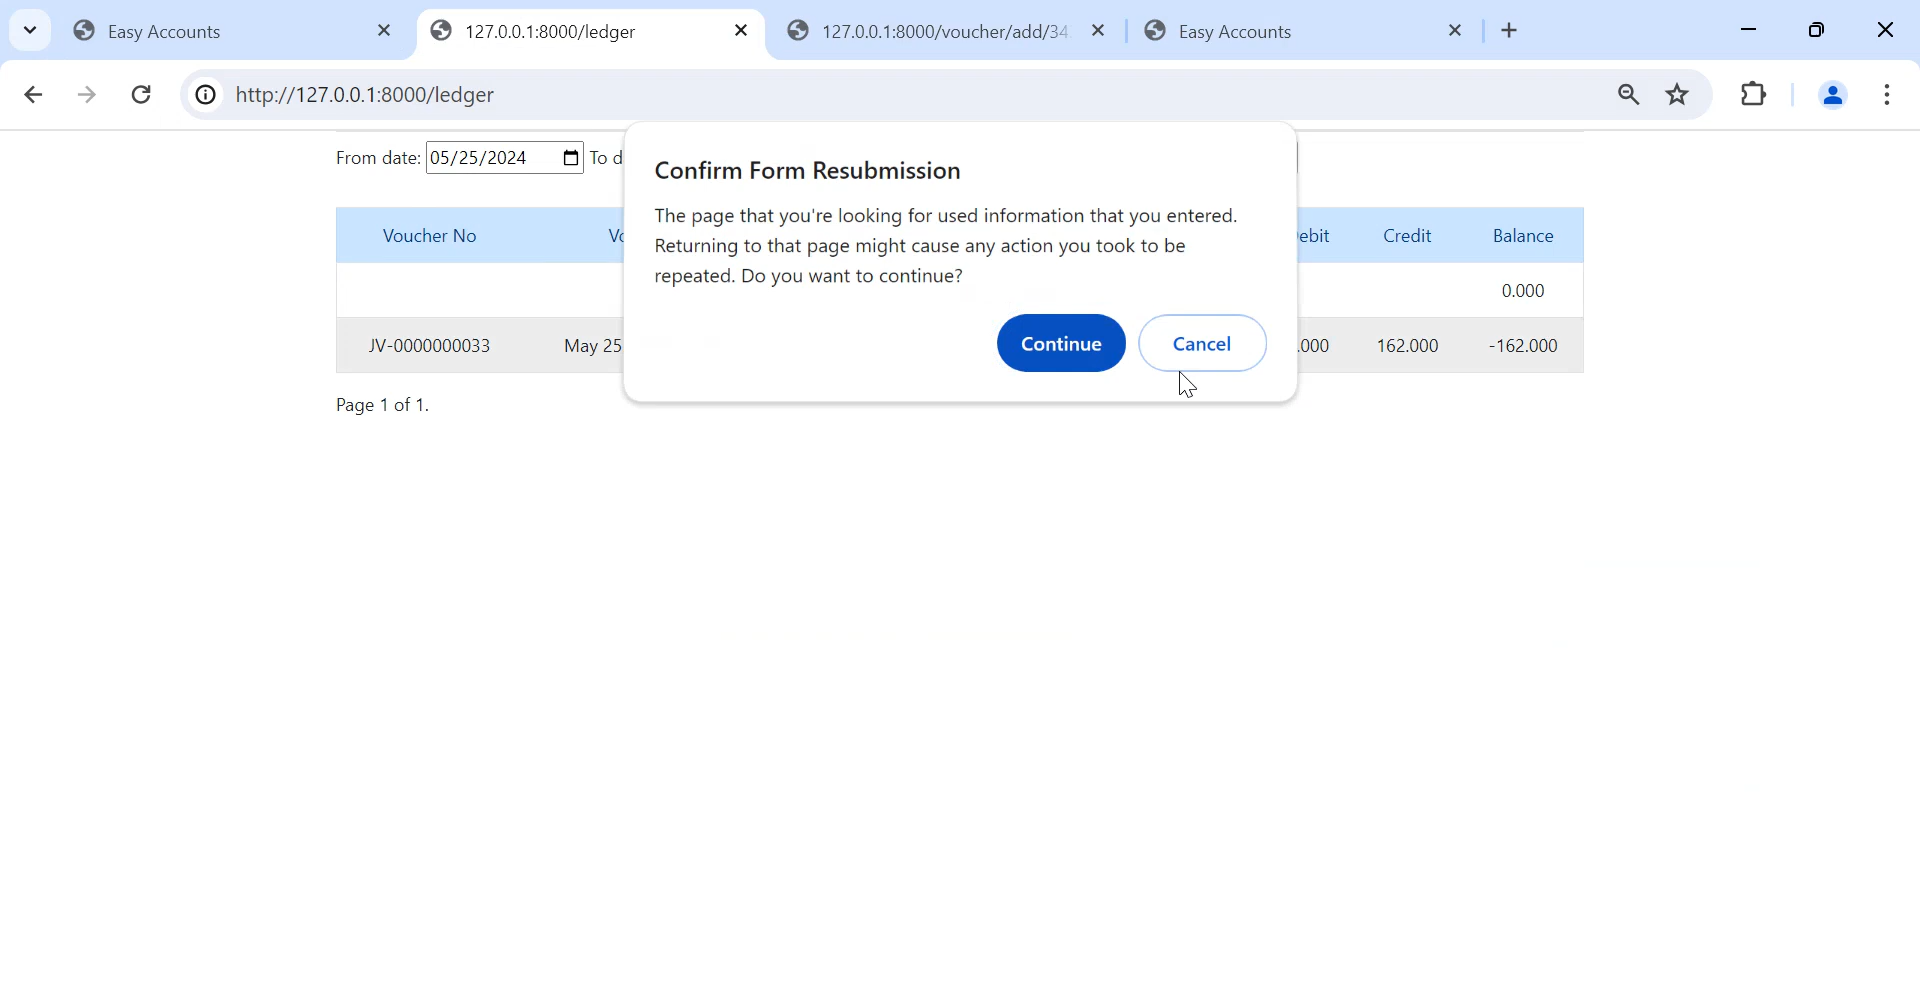 Easy Accounts
127.0.0.1:8000/ledger
127.0.0.1:8000/voucher/add/34
Easy Accounts
http://127.0.0.1:8000/ledger
From date: 05/25/2024 To d
Confirm Form Resubmission
The page that you're looking for used information that you entered.
Returning to that page might cause any action you took to be
repeated. Do you want to continue?
Continue Cancel
Voucher No Vo ebit Credit Balance
0.000
JV-0000000033 May 25 .000 162.000 -162.000
Page 1 of 1.